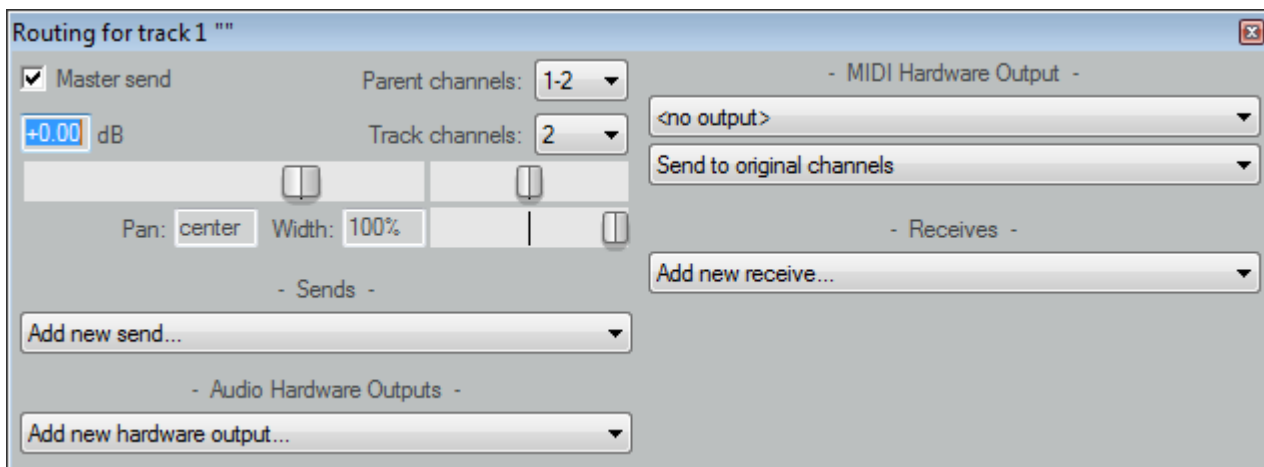 Routing for track 1 ""
Master send
Parent channels: 1-2
+0.00 dB
Track channels: 2
Pan: center Width: 100%
- Sends -
Add new send...
- Audio Hardware Outputs -
Add new hardware output...
- MIDI Hardware Output -
<no output>
Send to original channels
- Receives -
Add new receive...